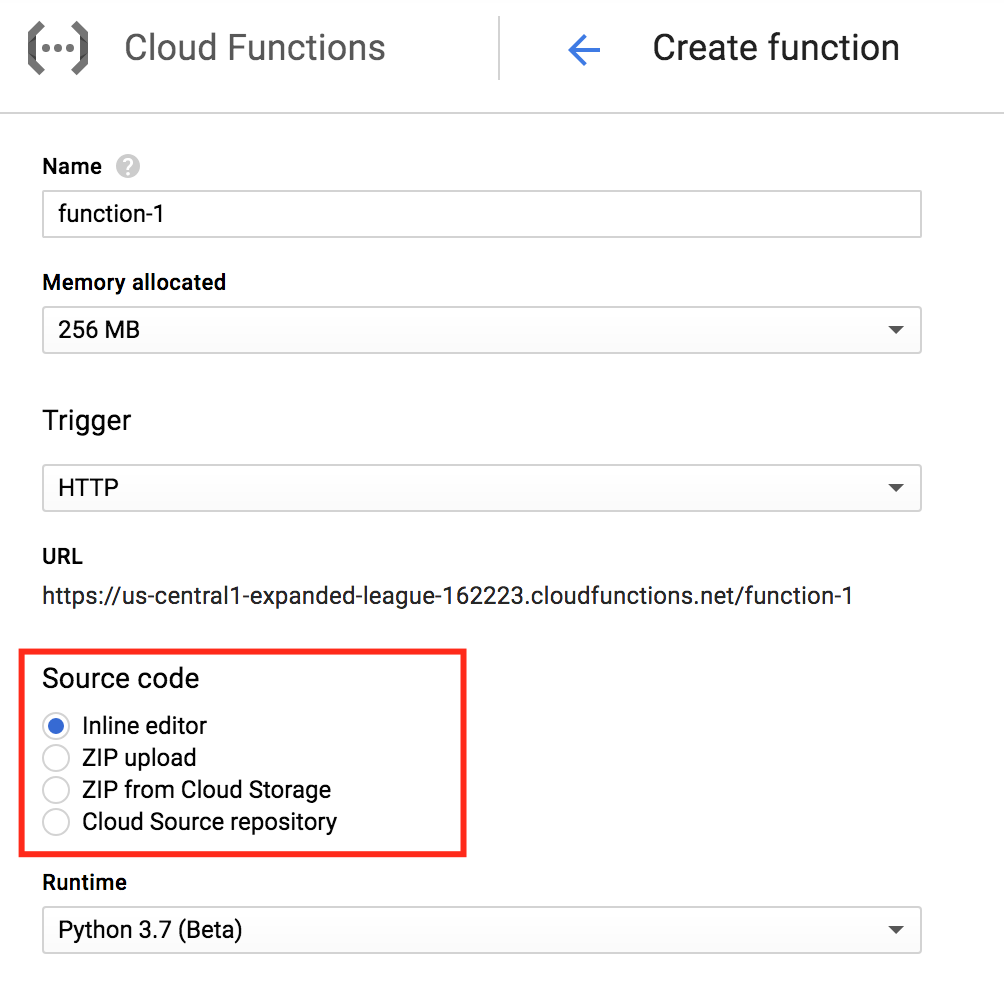 Cloud Functions
Create function
Name
function-1
Memory allocated
256 MB
Trigger
HTTP
URL
https://us-central1-expanded-league-162223.cloudfunctions.net/function-1
Source code
Inline editor
ZIP upload
ZIP from Cloud Storage
Cloud Source repository
Runtime
Python 3.7 (Beta)